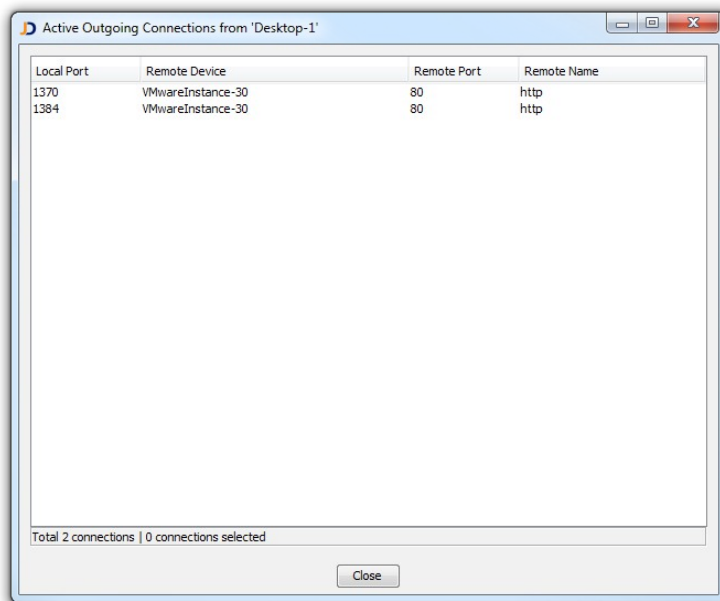 Active Outgoing Connections from 'Desktop-1'
Local Port Remote Device Remote Port Remote Name
1370 VMwareInstance-30 80 http
1384 VMwareInstance-30 80 http
Total 2 connections | 0 connections selected
Close